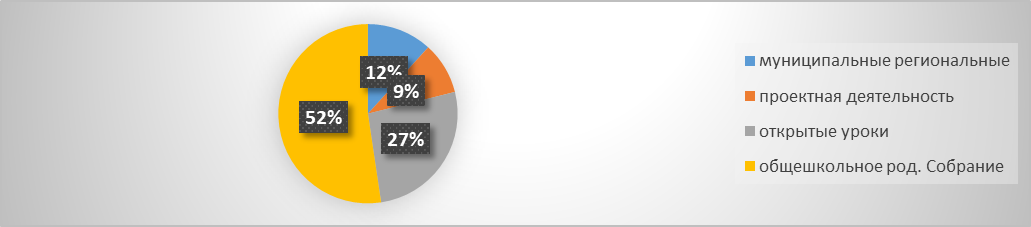 12%
9%
27%
52%
муниципальные региональные
проектная деятельность
открытые уроки
общешкольное род. Собрание